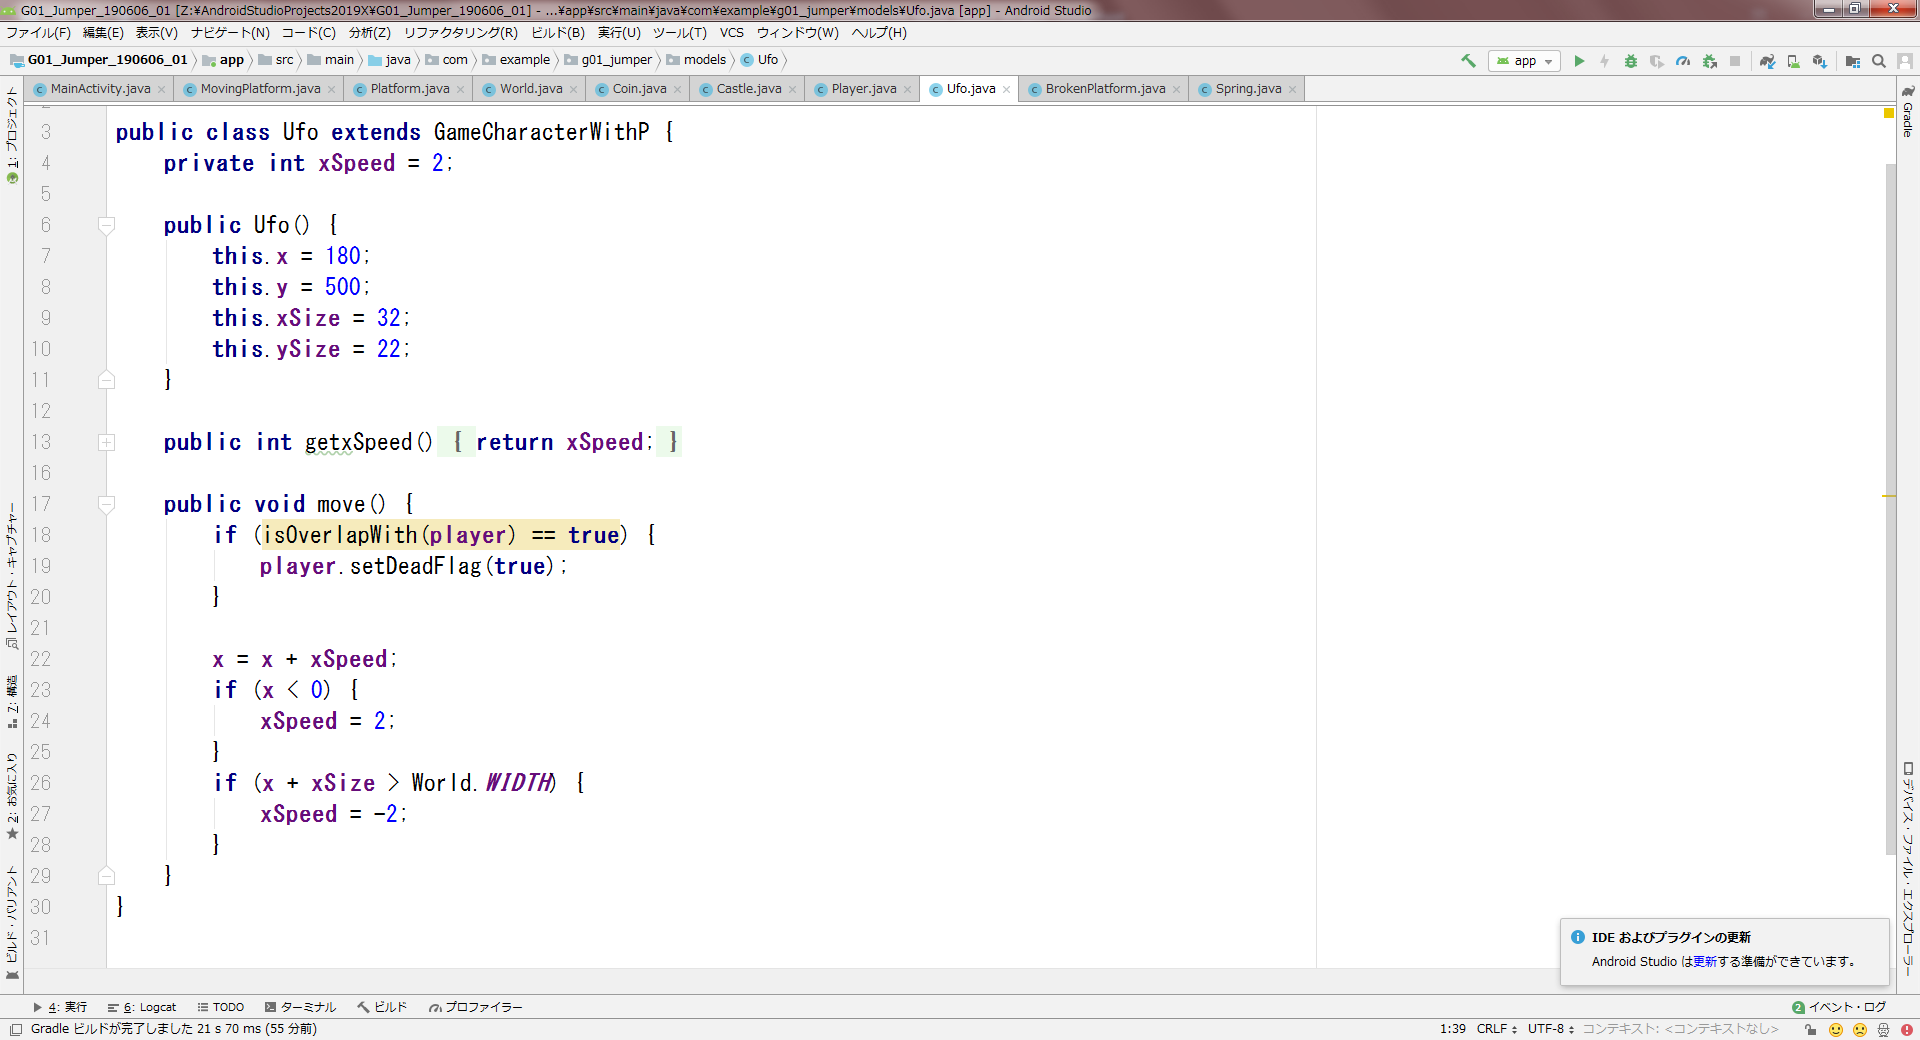 G01_Jumper_190606_01 [Z:¥AndroidStudioProjects2019X¥G01_Jumper_190606_01] - ...¥app¥src¥main¥java¥com¥example¥g01_jumper¥models¥Ufo.java [app] - Android Studio
ファイル(F) 編集(E) 表示(V) ナビゲート(N) コード(C) 分析(Z) リファクタリング(R) ビルド(B) 実行(U) ツール(T) VCS ウィンドウ(W) ヘルプ(H)
G01_Jumper_190606_01 app src main java com example g01_jumper models Ufo
app
MainActivity.java MovingPlatform.java Platform.java World.java Coin.java Castle.java Player.java Ufo.java BrokenPlatform.java Spring.java
1: プロジェクト
レイアウト・キャプチャー
7: 構造
2: お気に入り
ビルド・バリアント
3 public class Ufo extends GameCharacterWithP {
4     private int xSpeed = 2;
5
6     public Ufo() {
7         this.x = 180;
8         this.y = 500;
9         this.xSize = 32;
10         this.ySize = 22;
11     }
12
13     public int getxSpeed() { return xSpeed; }
16
17     public void move() {
18         if (isOverlapWith(player) == true) {
19             player.setDeadFlag(true);
20         }
21
22         x = x + xSpeed;
23         if (x < 0) {
24             xSpeed = 2;
25         }
26         if (x + xSize > World.WIDTH) {
27             xSpeed = -2;
28         }
29     }
30 }
31
Gradle
デバイス・ファイル・エクスプローラー
IDE およびプラグインの更新
Android Studio は更新する準備ができています。
4: 実行 6: Logcat TODO ターミナル ビルド プロファイラー 2 イベント・ログ
Gradle ビルドが完了しました 21 s 70 ms (55 分前) 1:39 CRLF UTF-8 コンテキスト: <コンテキストなし>